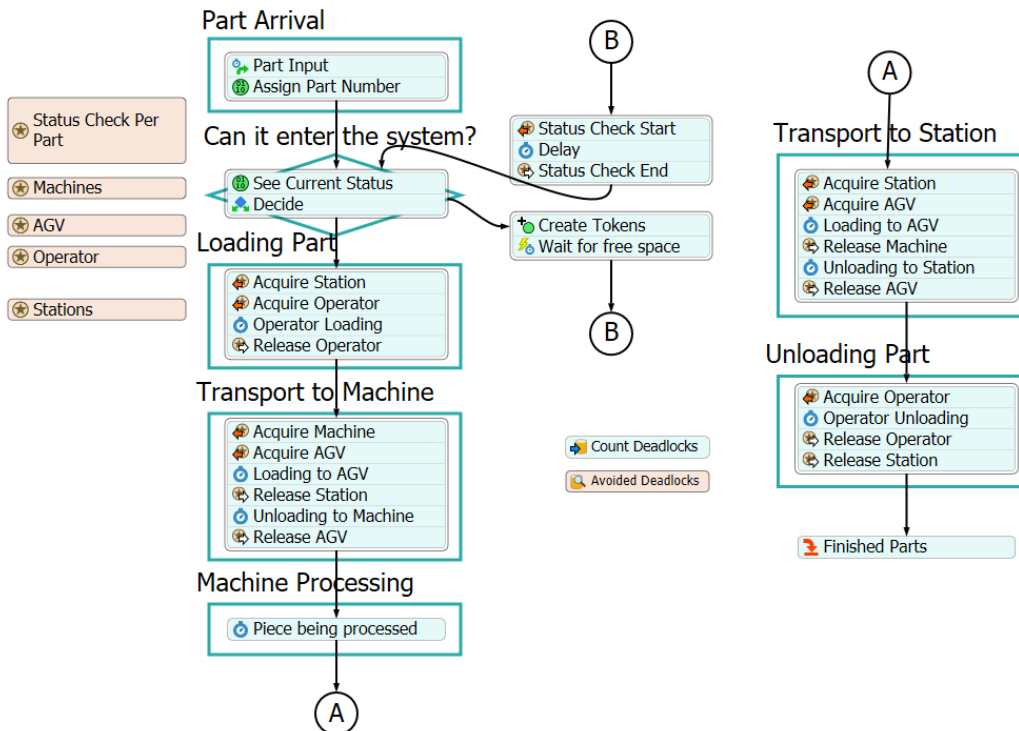 Part Arrival
Part Input
Assign Part Number
Status Check Per
Part
Machines
AGV
Operator
Stations
Can it enter the system?
See Current Status
Decide
Loading Part
Acquire Station
Acquire Operator
Operator Loading
Release Operator
Transport to Machine
Acquire Machine
Acquire AGV
Loading to AGV
Release Station
Unloading to Machine
Release AGV
Machine Processing
Piece being processed
A
B
Status Check Start
Delay
Status Check End
Create Tokens
Wait for free space
B
Count Deadlocks
Avoided Deadlocks
A
Transport to Station
Acquire Station
Acquire AGV
Loading to AGV
Release Machine
Unloading to Station
Release AGV
Unloading Part
Acquire Operator
Operator Unloading
Release Operator
Release Station
Finished Parts